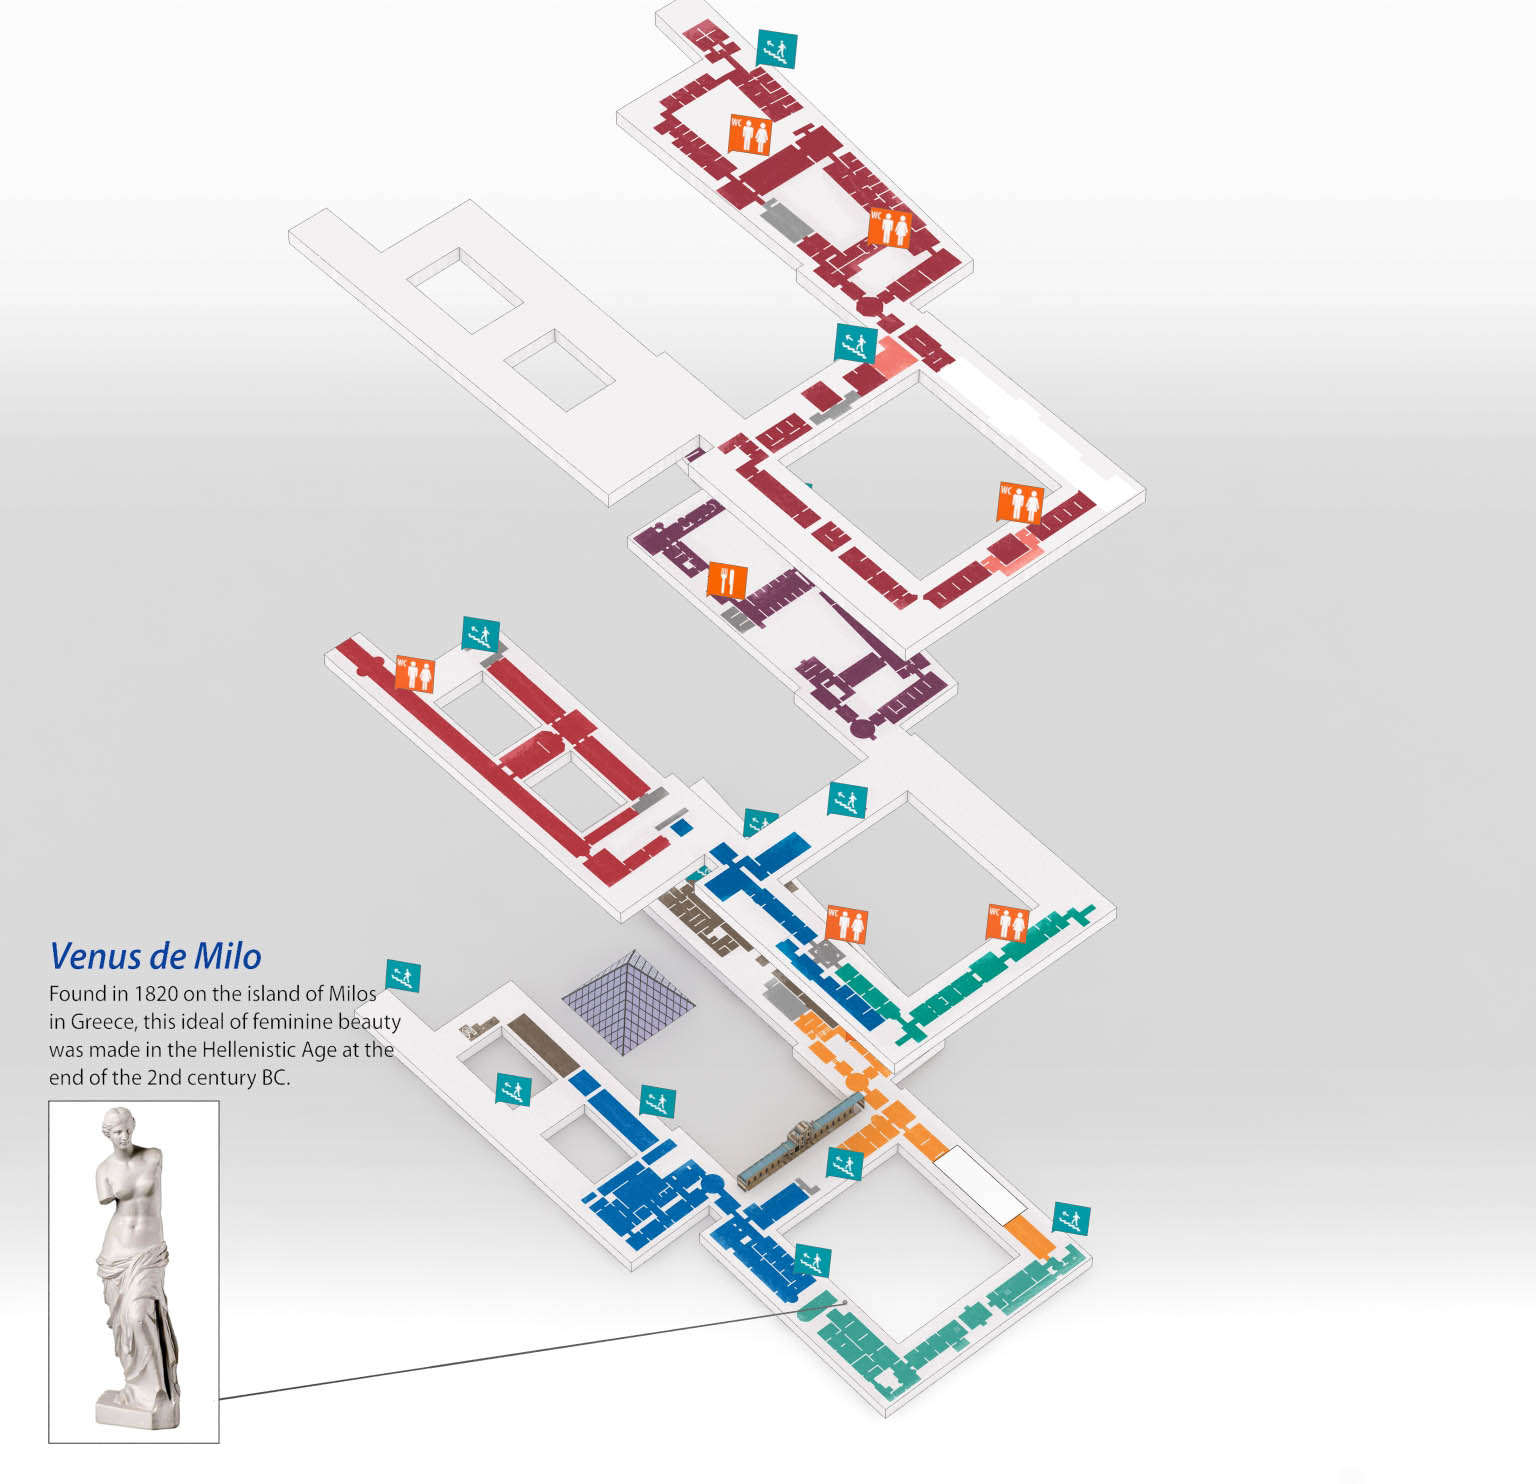 WC
WC
WC
WC
WC
WC
Venus de Milo
Found in 1820 on the island of Milos
in Greece, this ideal of feminine beauty
was made in the Hellenistic Age at the
end of the 2nd century BC.